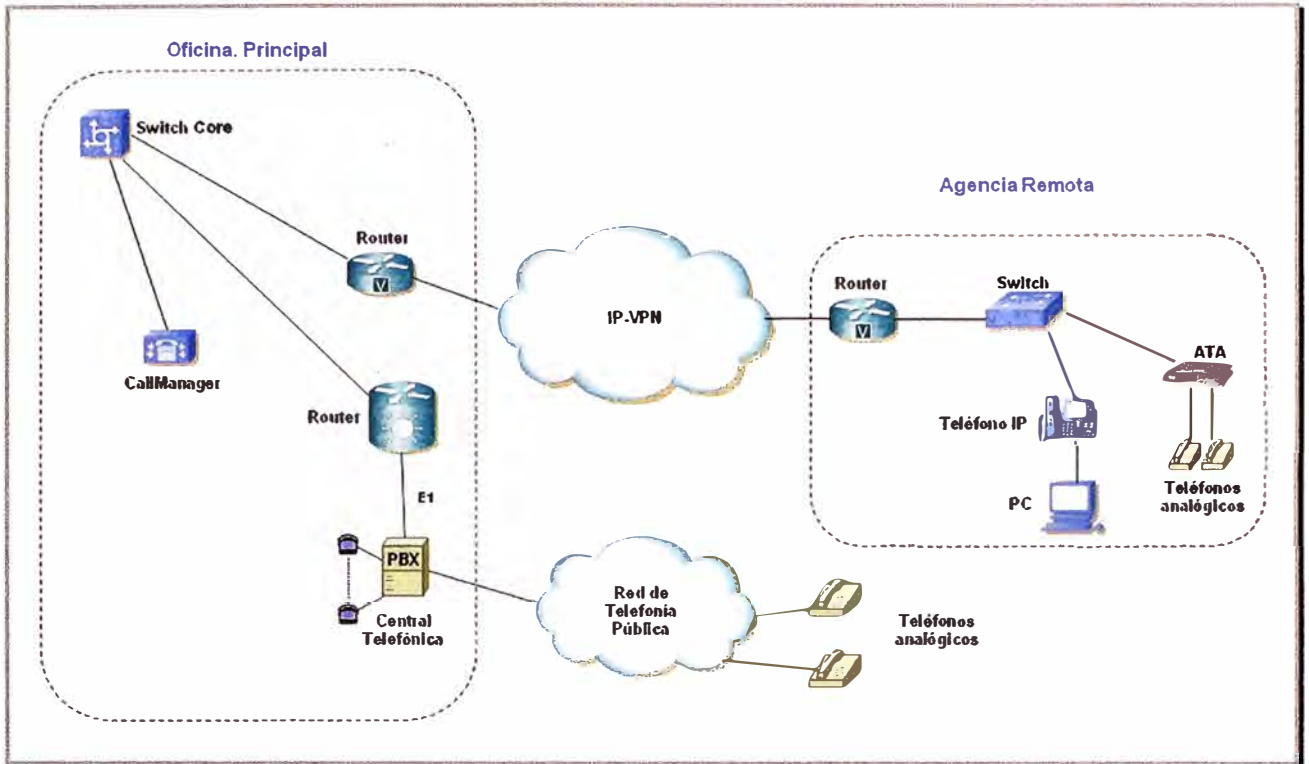 Oficina. Principal
Switch Core
Router
V
CallManager
Router
E1
PBX
Central
Telefónica
IP-VPN
Red de
Telefonía
Pública
Teléfonos
analógicos
Agencia Remota
Router
V
Switch
ATA
Teléfono IP
PC
Teléfonos
analógicos